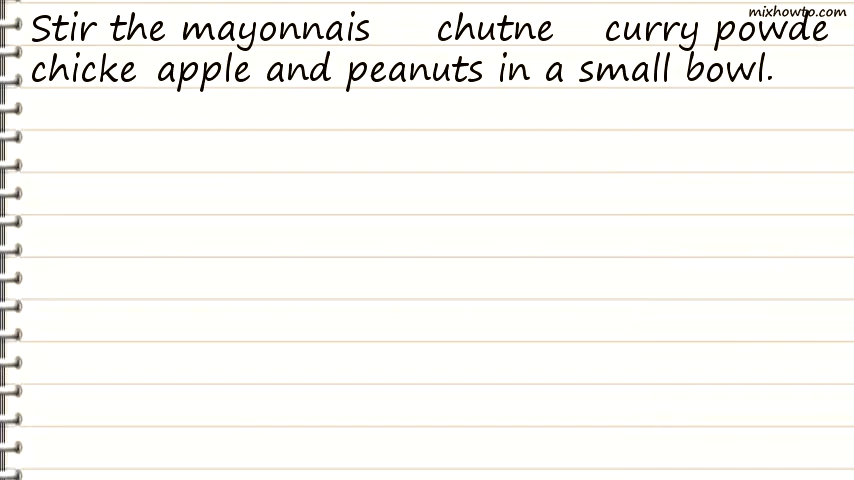 mixhowto.com
Stir the mayonnais chutne curry powde
chicke apple and peanuts in a small bowl.